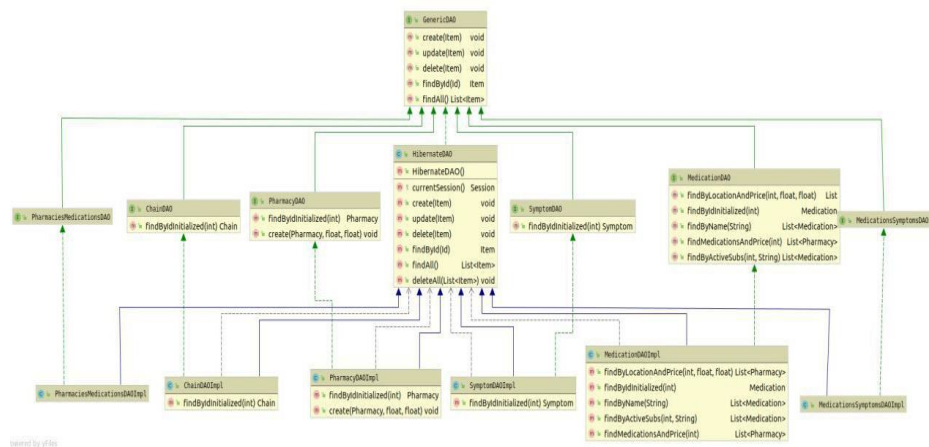 GenericDAO
create(Item) void
update(Item) void
delete(Item) void
findById(Id) Item
findAll() List<Item>
HibernateDAO
HibernateDAO()
currentSession() Session
create(Item) void
update(Item) void
delete(Item) void
findById(Id) Item
findAll() List<Item>
deleteAll(List<Item>) void
PharmaciesMedicationsDAO
ChainDAO
findByIdInitialized(int) Chain
PharmacyDAO
findByIdInitialized(int) Pharmacy
create(Pharmacy, float, float) void
SymptomDAO
findByIdInitialized(int) Symptom
MedicationDAO
findByLocationAndPrice(int, float, float) List
findByIdInitialized(int) Medication
findByName(String) List<Medication>
findMedicationsAndPrice(int) List<Pharmacy>
findByActiveSubs(int, String) List<Medication>
MedicationsSymptomsDAO
PharmaciesMedicationsDAOImpl
ChainDAOImpl
findByIdInitialized(int) Chain
PharmacyDAOImpl
findByIdInitialized(int) Pharmacy
create(Pharmacy, float, float) void
SymptomDAOImpl
findByIdInitialized(int) Symptom
MedicationDAOImpl
findByLocationAndPrice(int, float, float) List<Pharmacy>
findByIdInitialized(int) Medication
findByName(String) List<Medication>
findByActiveSubs(int, String) List<Medication>
findMedicationsAndPrice(int) List<Pharmacy>
MedicationsSymptomsDAOImpl
owered by yFiles